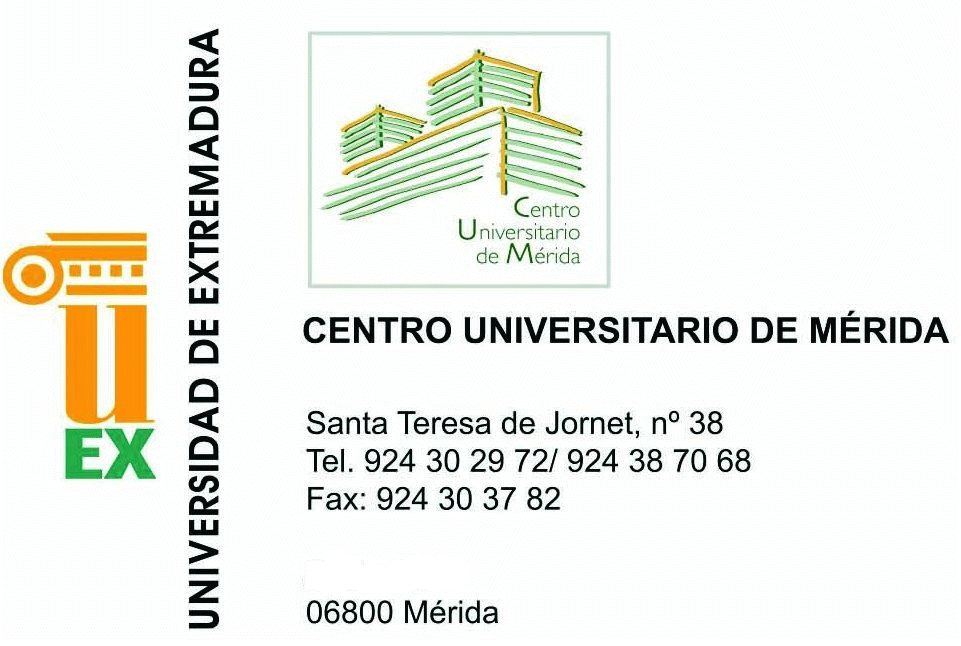 UNIVERSIDAD DE EXTREMADURA
u
EX
Centro
Universitario
de Mérida
CENTRO UNIVERSITARIO DE MÉRIDA
Santa Teresa de Jornet, nº 38
Tel. 924 30 29 72/ 924 38 70 68
Fax: 924 30 37 82
06800 Mérida